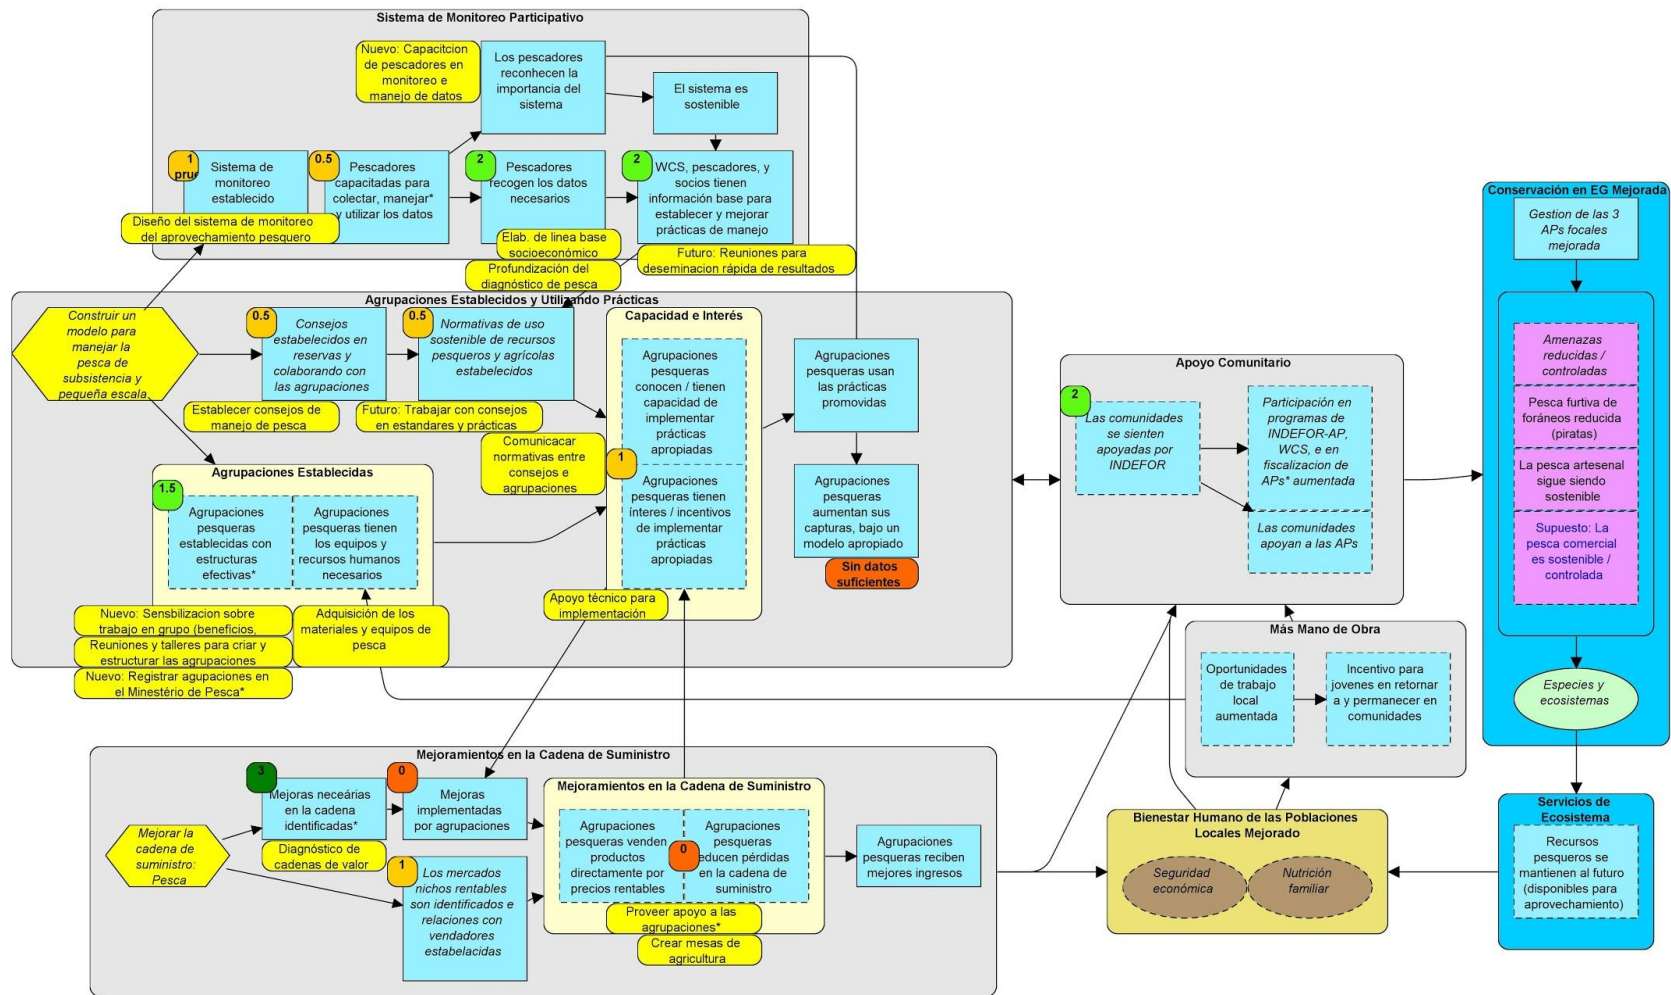 Sistema de Monitoreo Participativo
Nuevo: Capacitcion
de pescadores en
monitoreo e
manejo de datos
Los pescadores
reconhecen la
importancia del
sistema
El sistema es
sostenible
1
Sistema de
monitoreo
establecido
0.5
Pescadores
capacitadas para
colectar, manejar*
y utilizar los datos
2
Pescadores
recogen los datos
necesarios
2
WCS, pescadores, y
socios tienen
información base para
establecer y mejorar
prácticas de manejo
Diseño del sistema de monitoreo
del aprovechamiento pesquero
Elab. de linea base
socioeconómico
Profundización del
diagnóstico de pesca
Futuro: Reuniones para
deseminacion rápida de resultados
Agrupaciones Establecidos y Utilizando Prácticas
Construir un
modelo para
manejar la
pesca de
subsistencia y
pequeña escala
0.5
Consejos
estabelecidos en
reservas y
colaborando con
las agrupaciones
Establecer consejos de
manejo de pesca
0.5
Normativas de uso
sostenible de recursos
pesqueros y agrícolas
establecidos
Futuro: Trabajar con consejos
en estandares y prácticas
Comunicacar
normativas entre
consejos e
agrupaciones
Capacidad e Interés
Agrupaciones
pesqueras
conocen / tienen
capacidad de
implementar
prácticas
apropiadas
1
Agrupaciones
pesqueras tienen
ínteres / incentivos
de implementar
prácticas
apropiadas
Apoyo técnico para
implementación
Agrupaciones
pesqueras usan
las prácticas
promovidas
Agrupaciones
pesqueras
aumentan sus
capturas, bajo un
modelo apropiado
Sin datos
suficientes
Agrupaciones Establecidas
1.5
Agrupaciones
pesqueras
establecidas con
estructuras
efectivas*
Agrupaciones
pesqueras tienen
los equipos y
recursos humanos
necesarios
Nuevo: Sensbilizacion sobre
trabajo en grupo (beneficios,
Reuniones y talleres para criar y
estructurar las agrupaciones
Nuevo: Registrar agupaciones en
el Minestério de Pesca*
Adquisición de los
materiales y equipos de
pesca
Apoyo Comunitario
2
Las comunidades
se sienten
apoyadas por
INDEFOR
Participación en
programas de
INDEFOR-AP,
WCS, e en
fiscalizacion de
APs* aumentada
Las comunidades
apoyan a las APs
Más Mano de Obra
Oportunidades
de trabajo
local
aumentada
Incentivo para
jovenes en retornar
a y permanecer en
comunidades
Conservación en EG Mejorada
Gestion de las 3
APs focales
mejorada
Amenazas
reducidas /
controladas
Pesca furtiva de
foráneos reducida
(piratas)
La pesca artesenal
sigue siendo
sostenible
Supuesto: La
pesca comercial
es sostenible /
controlada
Especies y
ecosistemas
Servicios de
Ecosistema
Recursos
pesqueros se
mantienen al futuro
(disponibles para
aprovechamiento)
Bienestar Humano de las Poblaciones
Locales Mejorado
Seguridad
económica
Nutrición
familiar
Mejoramientos en la Cadena de Suministro
Mejorar la
cadena de
suministro:
Pesca
3
Mejoras neceárias
en la cadena
identificadas*
Diagnóstico de
cadenas de valor
0
Mejoras
implementadas
por agrupaciones
1
Los mercados
nichos rentables
son identificados e
relaciones con
vendadores
estabelacidas
Mejoramientos en la Cadena de Suministro
Agrupaciones
pesqueras venden
productos
directamente por
precios rentables
0
Agrupaciones
pesqueras
reducen pérdidas
en la cadena de
suministro
Proveer apoyo a las
agrupaciones*
Crear mesas de
agricultura
Agrupaciones
pesqueras reciben
mejores ingresos